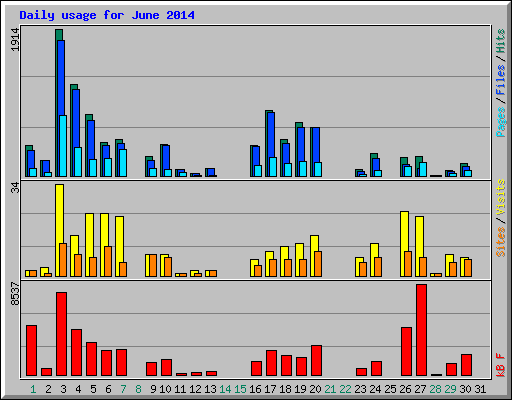 Daily usage for June 2014
1914
Pages/Files/Hits
34
Sites/Visits
8537
kB F
1 2 3 4 5 6 7 8 9 10 11 12 13 14 15 16 17 18 19 20 21 22 23 24 25 26 27 28 29 30 31